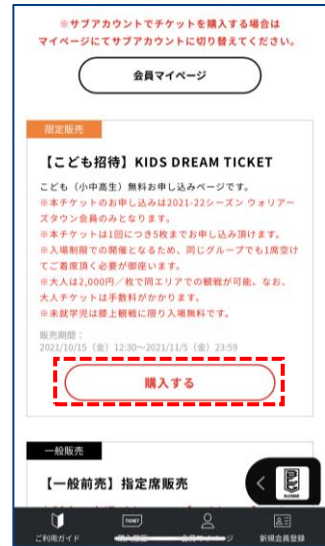 ※サブアカウントでチケットを購入する場合は
マイページにてサブアカウントに切り替えてください。
会員マイページ
限定販売
【こども招待】KIDS DREAM TICKET
こども（小中高生）無料お申し込みページです。
※本チケットのお申し込みは2021-22シーズン ウォリアー
ズタウン会員のみとなります。
※本チケットは1回につき5枚までお申し込み頂けます。
※入場制限での開催となるため、同じグループでも1席空け
てご着席頂く必要が御座います。
※大人は2,000円／枚で同エリアでの観戦が可能。なお、
大人チケットは手数料がかかります。
※未就学児は膝上観戦に限り入場無料です。
販売期間：
2021/10/15（金）12:30〜2021/11/5（金）23:59
購入する
一般販売
【一般前売】指定席販売
TICKET
ご利用ガイド
購入履歴
会員マイページ
新規会員登録